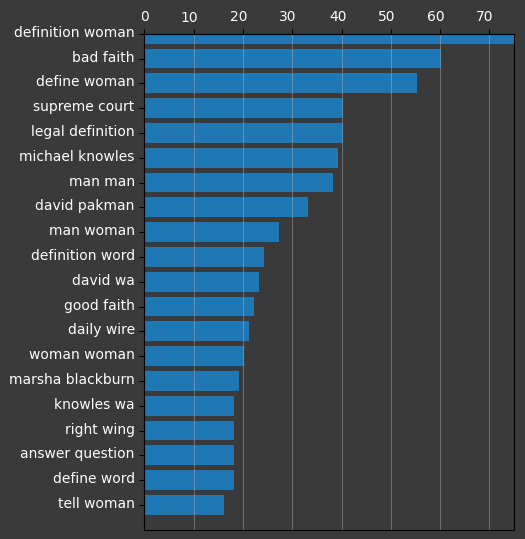 0 10 20 30 40 50 60 70
definition woman
bad faith
define woman
supreme court
legal definition
michael knowles
man man
david pakman
man woman
definition word
david wa
good faith
daily wire
woman woman
marsha blackburn
knowles wa
right wing
answer question
define word
tell woman